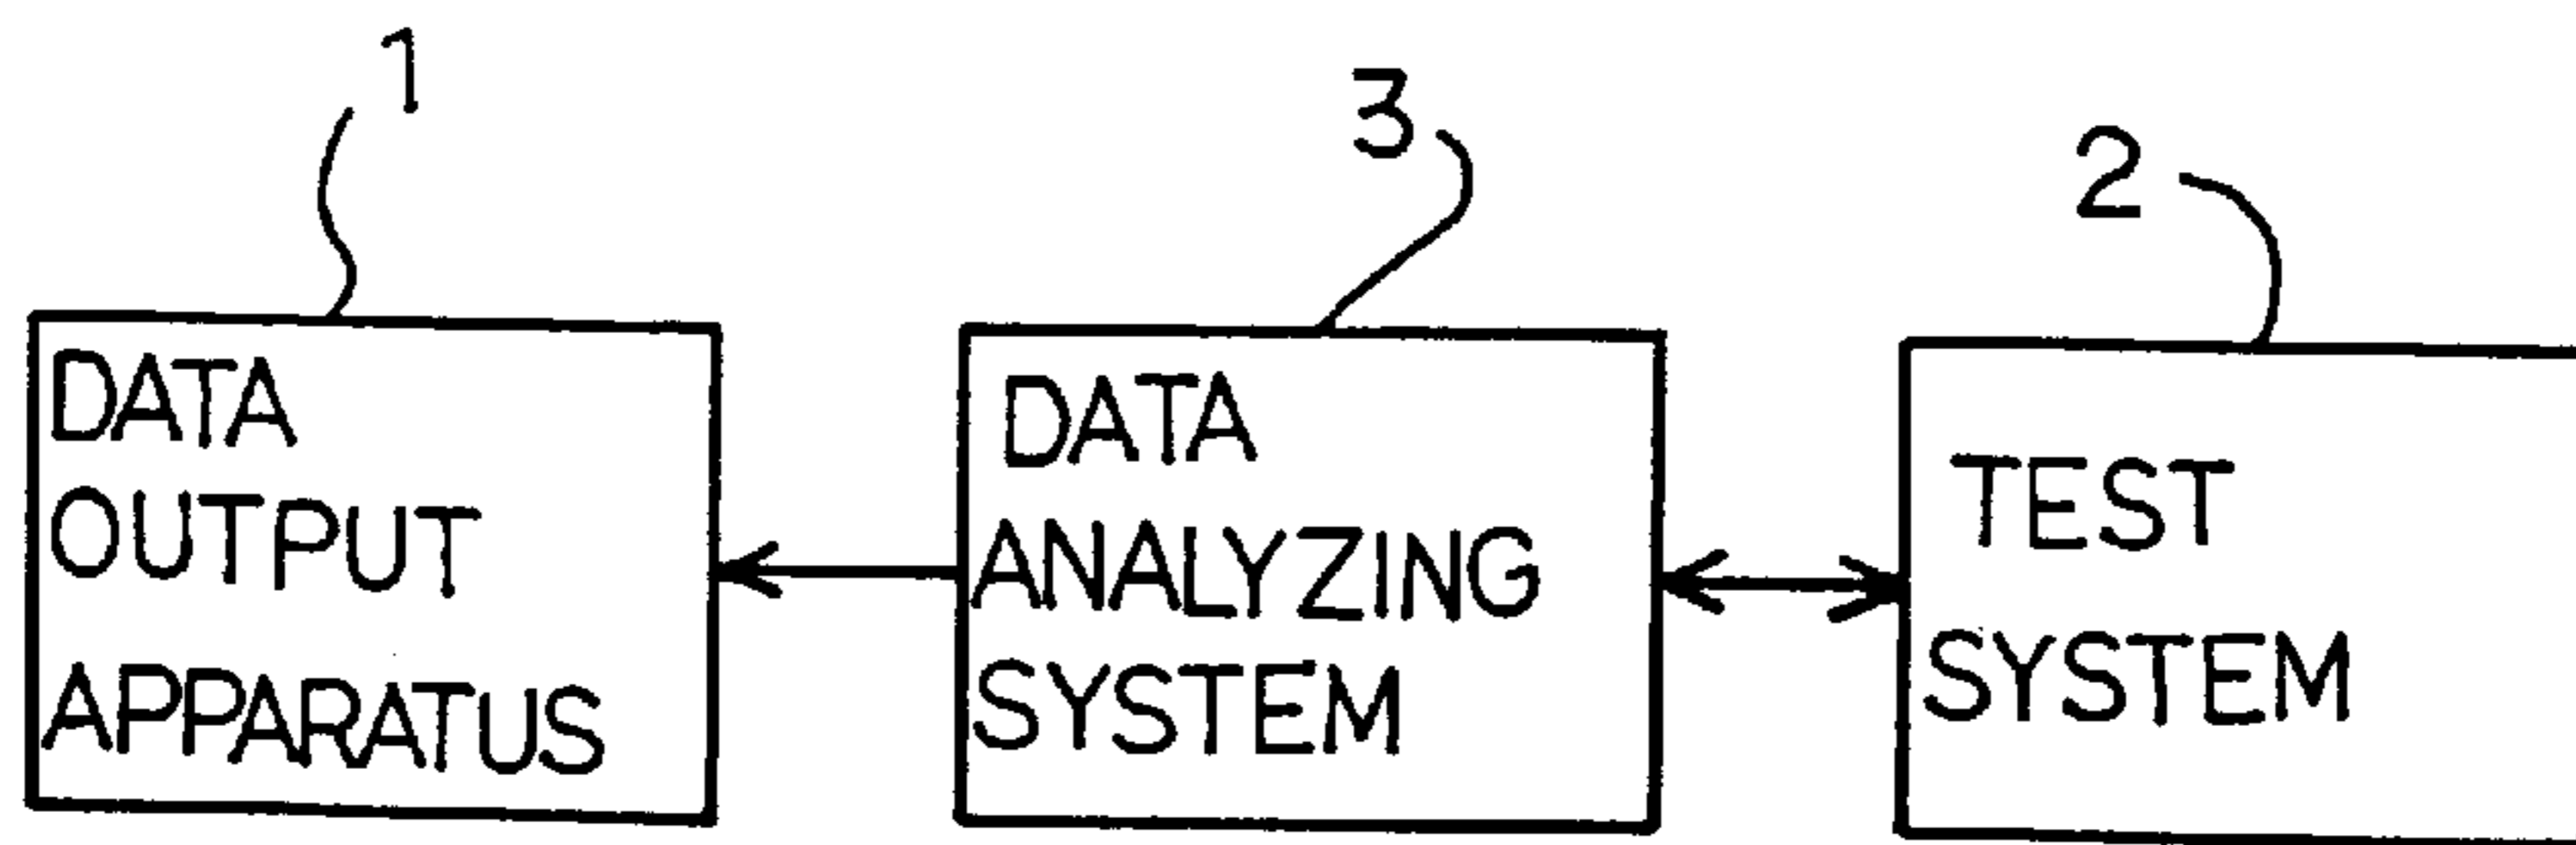 1
3
2
DATA
OUTPUT
APPARATUS
DATA
ANALYZING
SYSTEM
TEST
SYSTEM